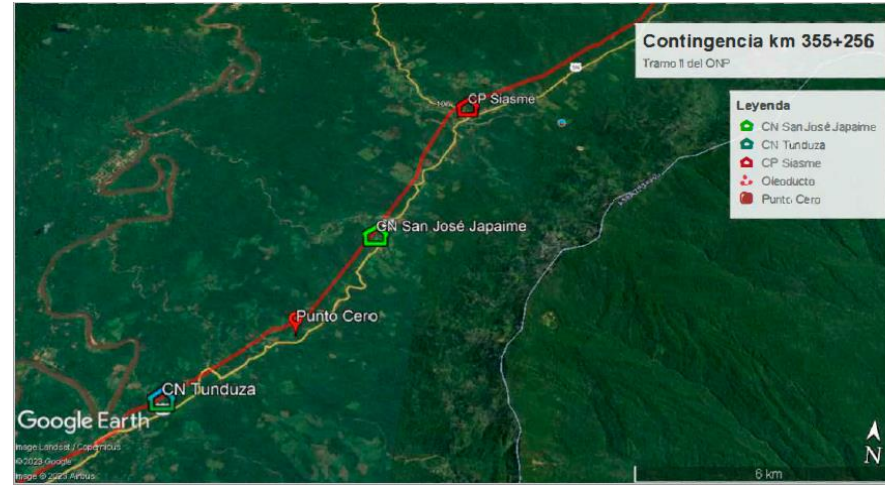 Contingencia km 355+256
Tramo II del ONP
Leyenda
CN San José Japaime
CN Tunduza
CP Siasme
Oleoducto
Punto Cero
CP Siasme
CN San José Japaime
Punto Cero
CN Tunduza
Google Earth
Image Landsat / Copernicus
©2023 Google
Image © 2023 Airbus
N
6 km